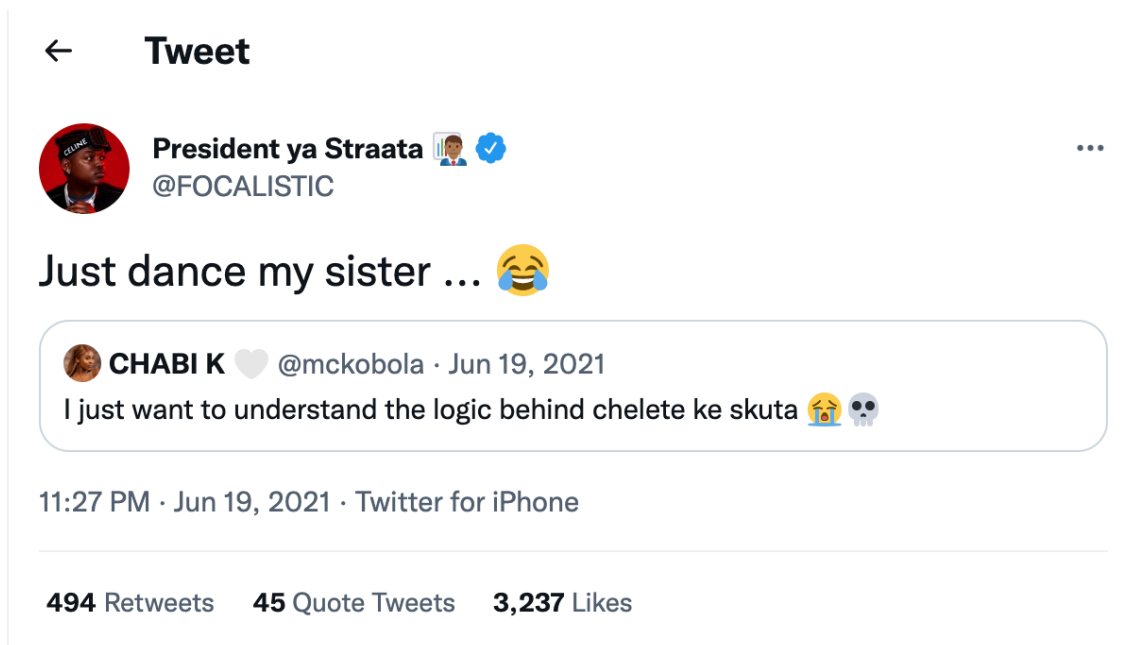 Tweet
CELINE
President ya Straata 👨🏾‍💼
@FOCALISTIC
Just dance my sister ... 😂
CHABI K 🤍 @mckobola · Jun 19, 2021
I just want to understand the logic behind chelete ke skuta 😭💀
11:27 PM · Jun 19, 2021 · Twitter for iPhone
494 Retweets 45 Quote Tweets 3,237 Likes